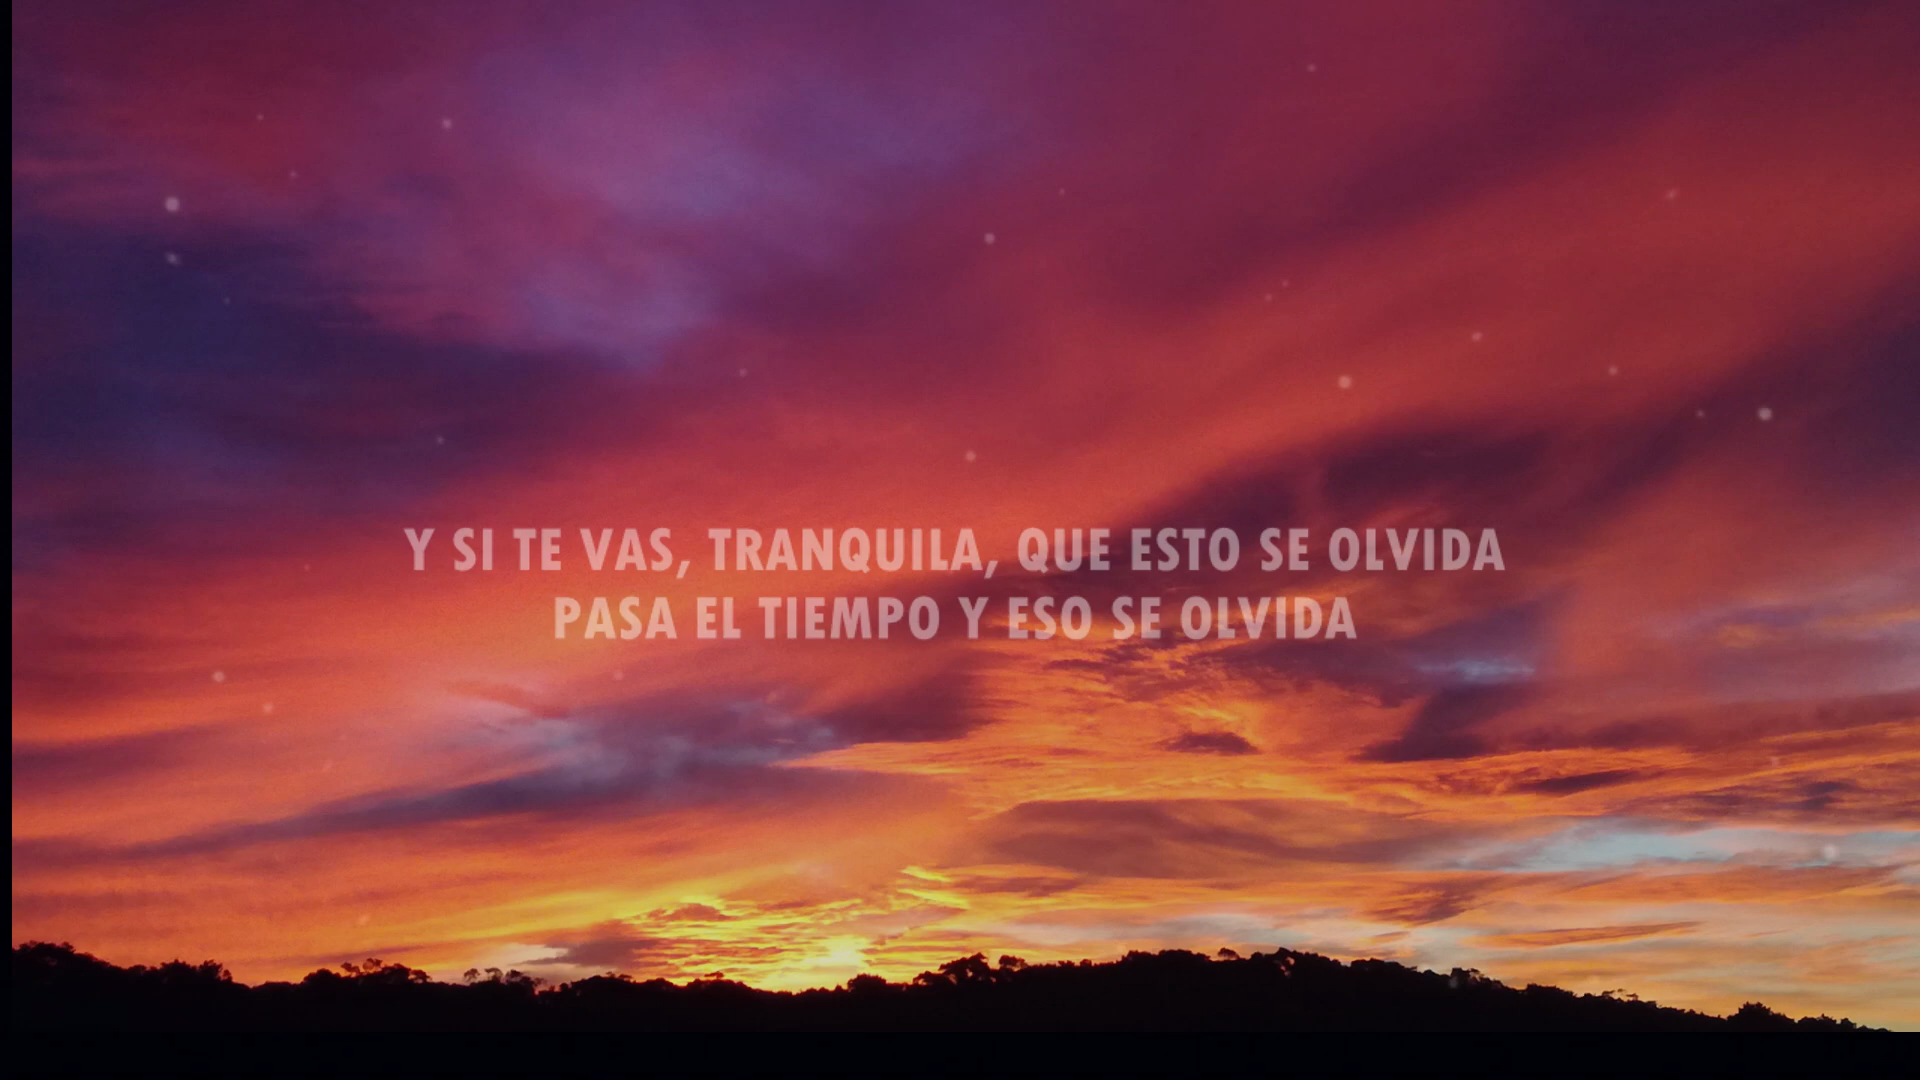 Y SI TE VAS, TRANQUILA, QUE ESTO SE OLVIDA
PASA EL TIEMPO Y ESO SE OLVIDA